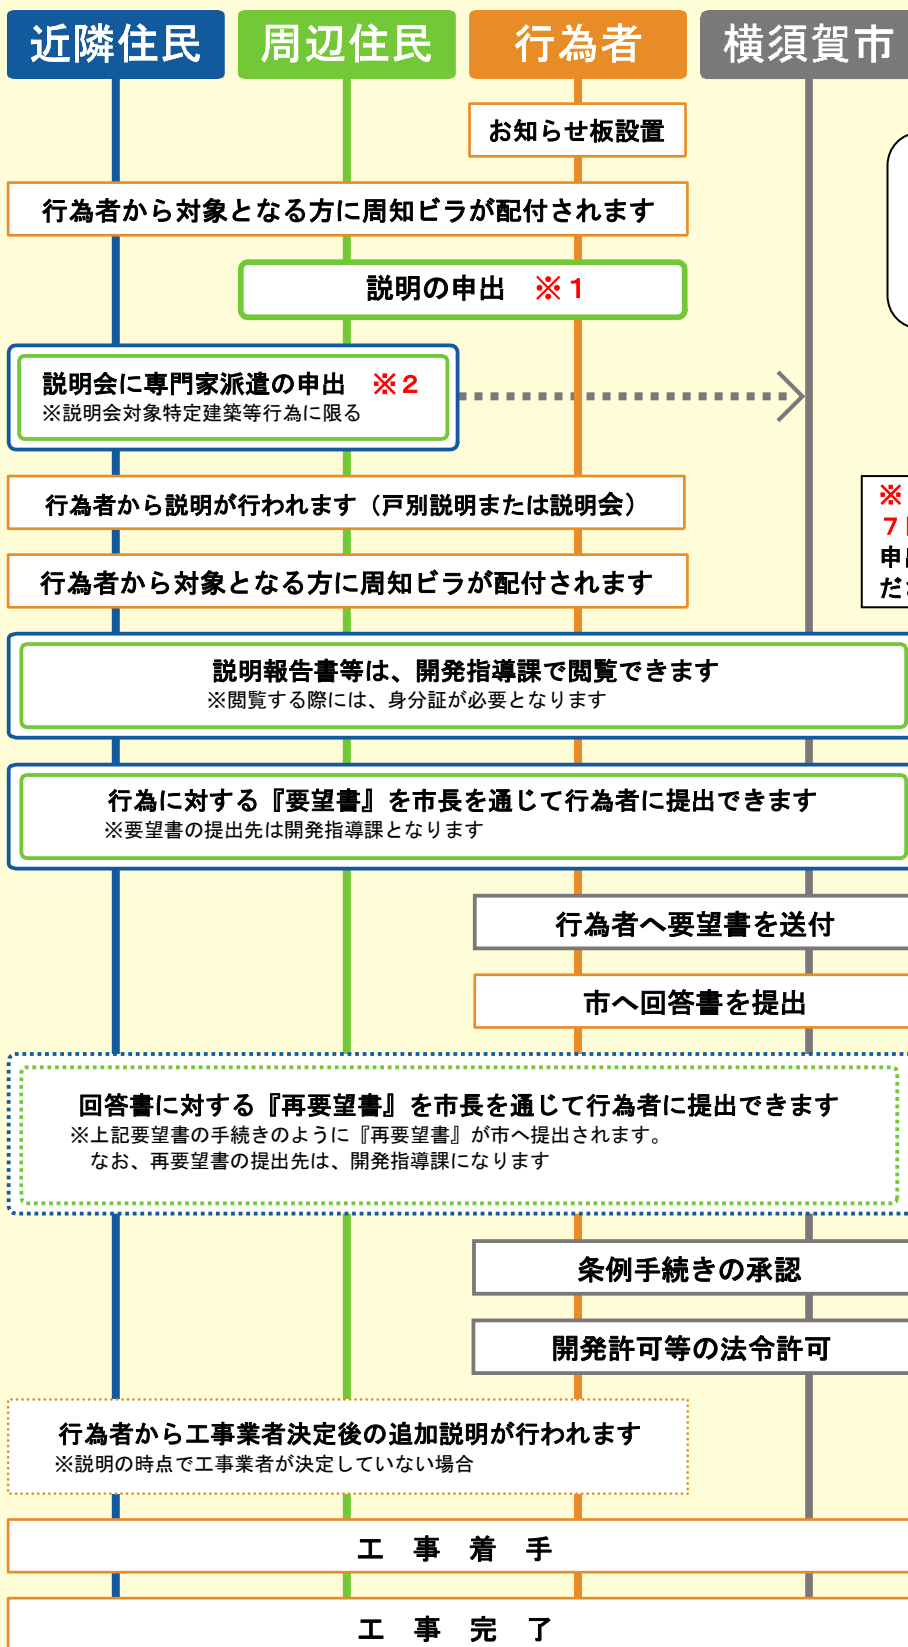 近隣住民
周辺住民
行為者
横須賀市
お知らせ板設置
行為者から対象となる方に周知ビラが配付されます
説明の申出 ※1
説明会に専門家派遣の申出 ※2
※説明会対象特定建築等行為に限る
行為者から説明が行われます（戸別説明または説明会）
※
7
申
だ
行為者から対象となる方に周知ビラが配付されます
説明報告書等は、開発指導課で閲覧できます
※閲覧する際には、身分証が必要となります
行為に対する『要望書』を市長を通じて行為者に提出できます
※要望書の提出先は開発指導課となります
行為者へ要望書を送付
市へ回答書を提出
回答書に対する『再要望書』を市長を通じて行為者に提出できます
※上記要望書の手続きのように『再要望書』が市へ提出されます。
なお、再要望書の提出先は、開発指導課になります
条例手続きの承認
開発許可等の法令許可
行為者から工事業者決定後の追加説明が行われます
※説明の時点で工事業者が決定していない場合
工 事 着 手
工 事 完 了